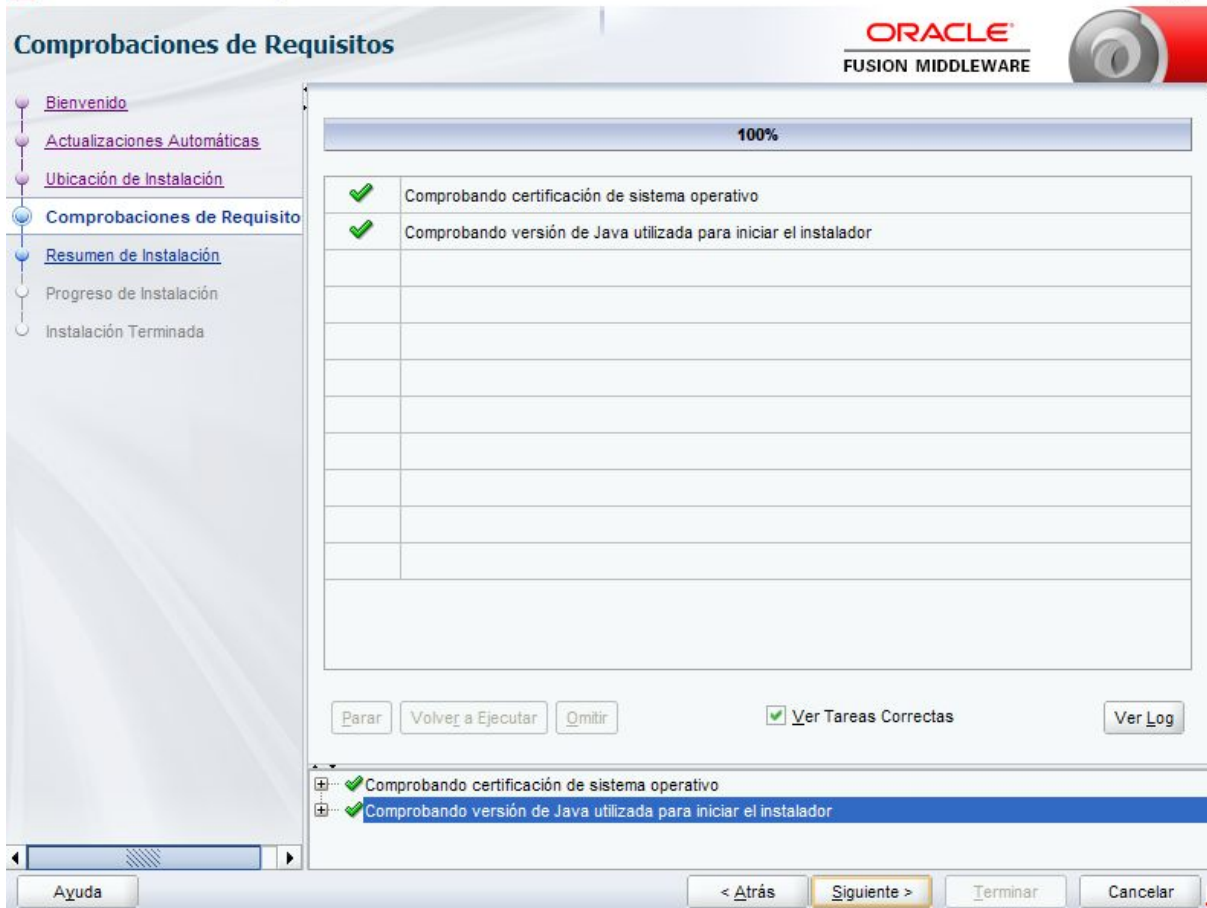 Comprobaciones de Requisitos
ORACLE
FUSION MIDDLEWARE
Bienvenido
Actualizaciones Automáticas
Ubicación de Instalación
Comprobaciones de Requisito
Resumen de Instalación
Progreso de Instalación
Instalación Terminada
100%
Comprobando certificación de sistema operativo
Comprobando versión de Java utilizada para iniciar el instalador
Parar Volver a Ejecutar Omitir Ver Tareas Correctas Ver Log
Comprobando certificación de sistema operativo
Comprobando versión de Java utilizada para iniciar el instalador
Ayuda < Atrás Siguiente > Terminar Cancelar